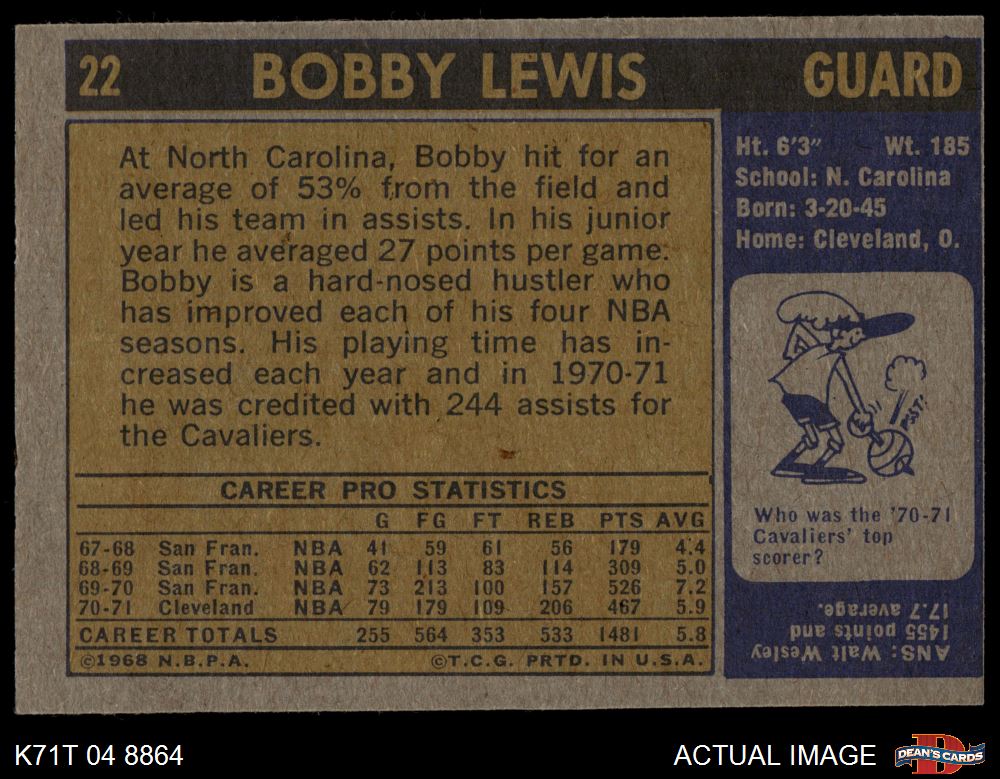 22 BOBBY LEWIS GUARD
At North Carolina, Bobby hit for an
average of 53% from the field and
led his team in assists. In his junior
year he averaged 27 points per game.
Bobby is a hard-nosed hustler who
has improved each of his four NBA
seasons. His playing time has in-
creased each year and in 1970-71
he was credited with 244 assists for
the Cavaliers.
CAREER PRO STATISTICS
G FG FT REB PTS AVG
67-68 San Fran. NBA 41 59 61 56 179 4.4
68-69 San Fran. NBA 62 113 83 114 309 5.0
69-70 San Fran. NBA 73 213 100 157 526 7.2
70-71 Cleveland NBA 79 179 109 206 467 5.9
CAREER TOTALS 255 564 353 533 1481 5.8
©1968 N.B.P.A. ©T.C.G. PRTD. IN U.S.A.
Ht. 6'3" Wt. 185
School: N. Carolina
Born: 3-20-45
Home: Cleveland, O.
PSST!
Who was the '70-71
Cavaliers' top
scorer?
ANS: Walt Wesley
1455 points and
17.7 average.
K71T 04 8864 ACTUAL IMAGE
DEAN'S CARDS